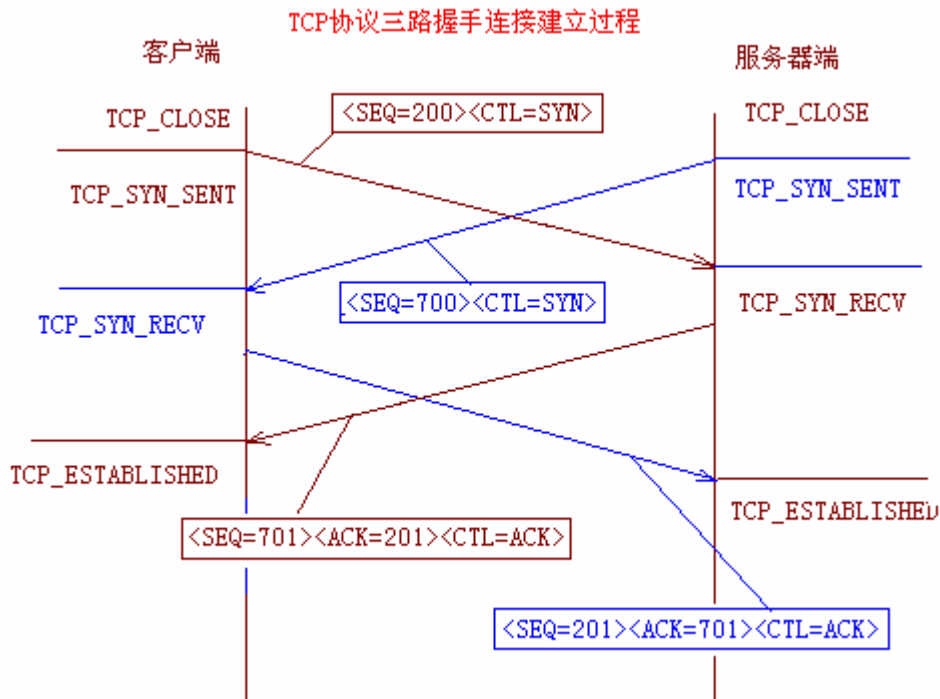 TCP协议三路握手连接建立过程
客户端
服务器端
TCP_CLOSE
<SEQ=200><CTL=SYN>
TCP_CLOSE
TCP_SYN_SENT
TCP_SYN_SENT
<SEQ=700><CTL=SYN>
TCP_SYN_RECV
TCP_SYN_RECV
TCP_ESTABLISHED
TCP_ESTABLISHED
<SEQ=701><ACK=201><CTL=ACK>
<SEQ=201><ACK=701><CTL=ACK>